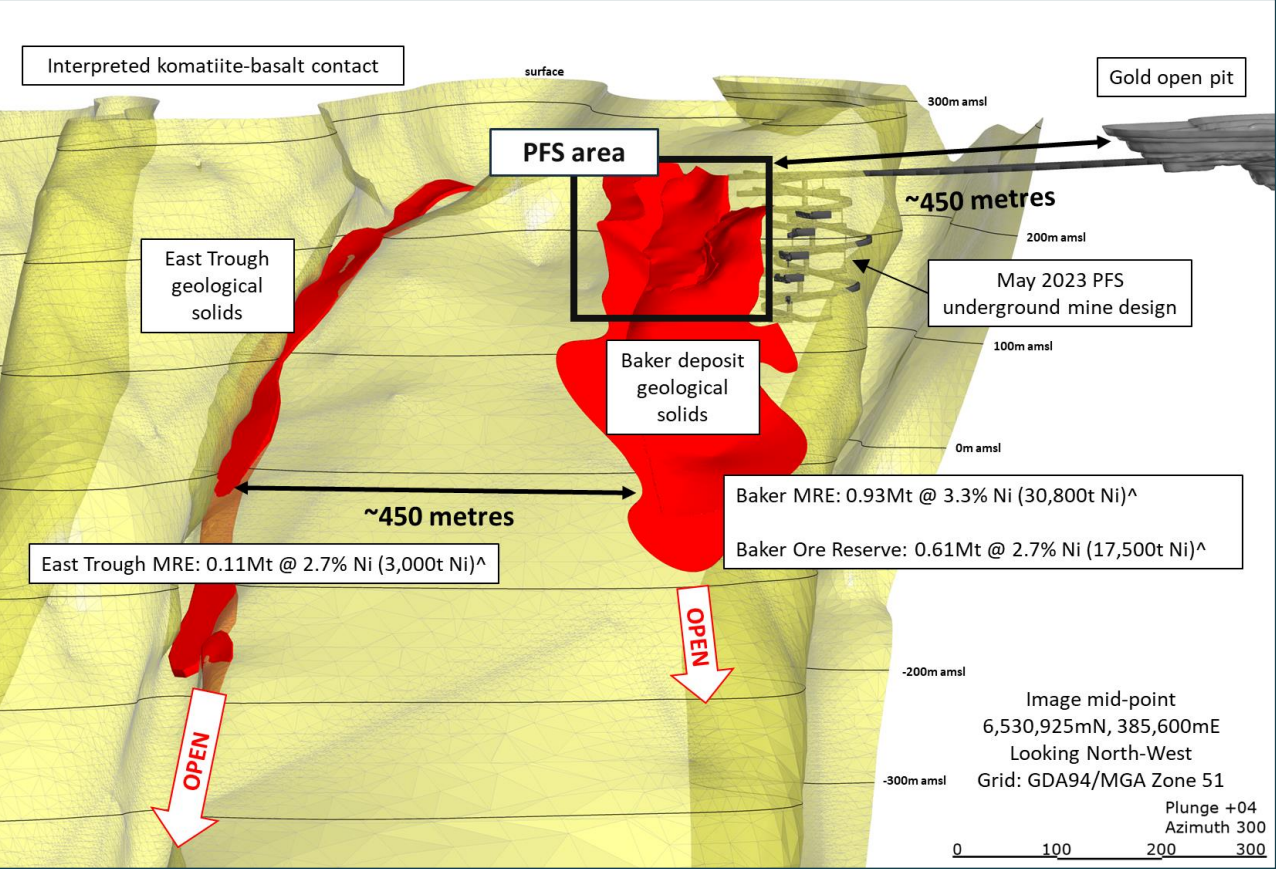 Interpreted komatiite-basalt contact
surface
Gold open pit
300m amsl
PFS area
~450 metres
200m amsl
East Trough
geological
solids
May 2023 PFS
underground mine design
100m amsl
Baker deposit
geological
solids
0m amsl
Baker MRE: 0.93Mt @ 3.3% Ni (30,800t Ni)^
Baker Ore Reserve: 0.61Mt @ 2.7% Ni (17,500t Ni)^
~450 metres
East Trough MRE: 0.11Mt @ 2.7% Ni (3,000t Ni)^
OPEN
OPEN
-200m amsl
-300m amsl
Image mid-point
6,530,925mN, 385,600mE
Looking North-West
Grid: GDA94/MGA Zone 51
Plunge +04
Azimuth 300
0 100 200 300